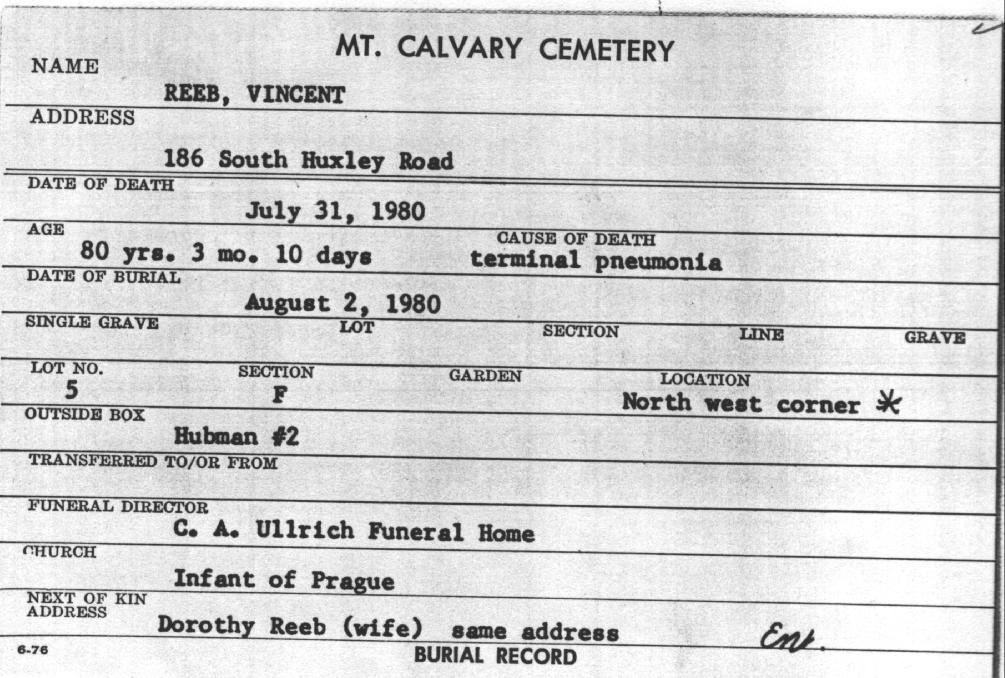 MT. CALVARY CEMETERY
NAME
REEB, VINCENT
ADDRESS
186 South Huxley Road
DATE OF DEATH
July 31, 1980
AGE CAUSE OF DEATH
80 yrs. 3 mo. 10 days terminal pneumonia
DATE OF BURIAL
August 2, 1980
SINGLE GRAVE LOT SECTION LINE GRAVE
LOT NO. SECTION GARDEN LOCATION
5 F North west corner *
OUTSIDE BOX
Hubman #2
TRANSFERRED TO/OR FROM
FUNERAL DIRECTOR
C. A. Ullrich Funeral Home
CHURCH
Infant of Prague
NEXT OF KIN
ADDRESS
Dorothy Reeb (wife) same address
6-76 BURIAL RECORD